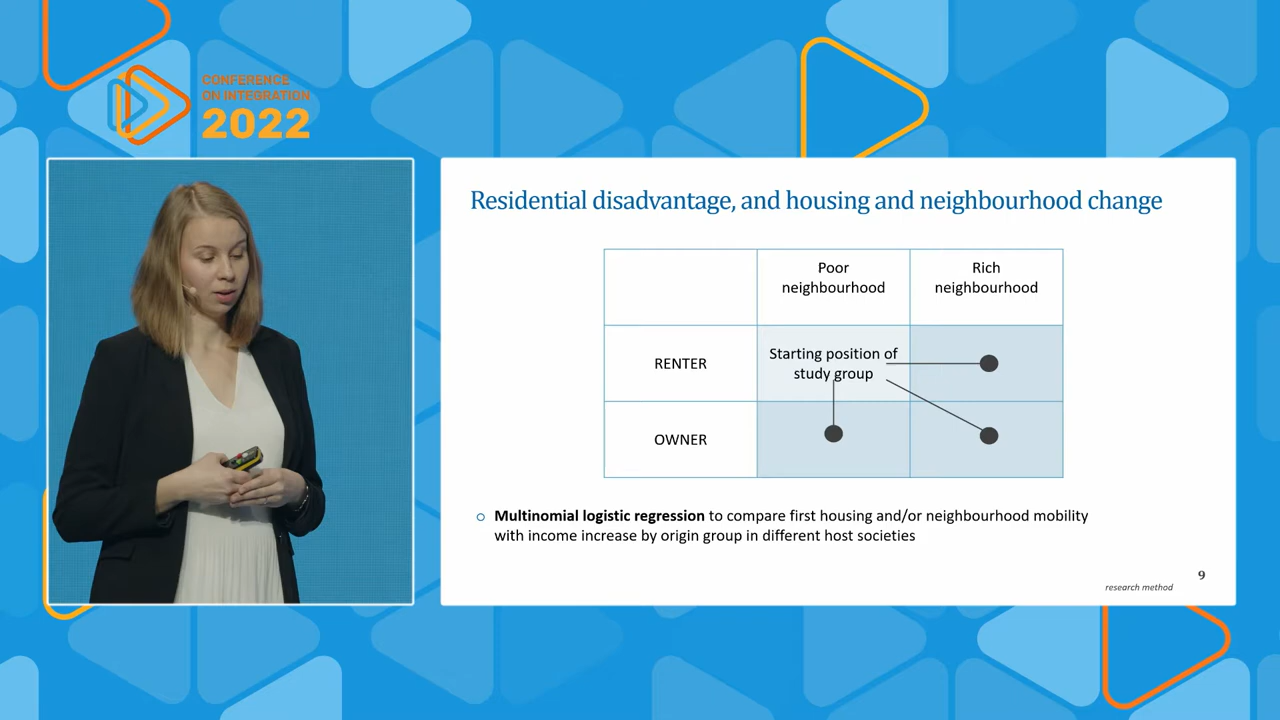 CONFERENCE
ON INTEGRATION
2022
Residential disadvantage, and housing and neighbourhood change
Poor
neighbourhood
Rich
neighbourhood
RENTER
Starting position of
study group
OWNER
Multinomial logistic regression to compare first housing and/or neighbourhood mobility
with income increase by origin group in different host societies
9
research method